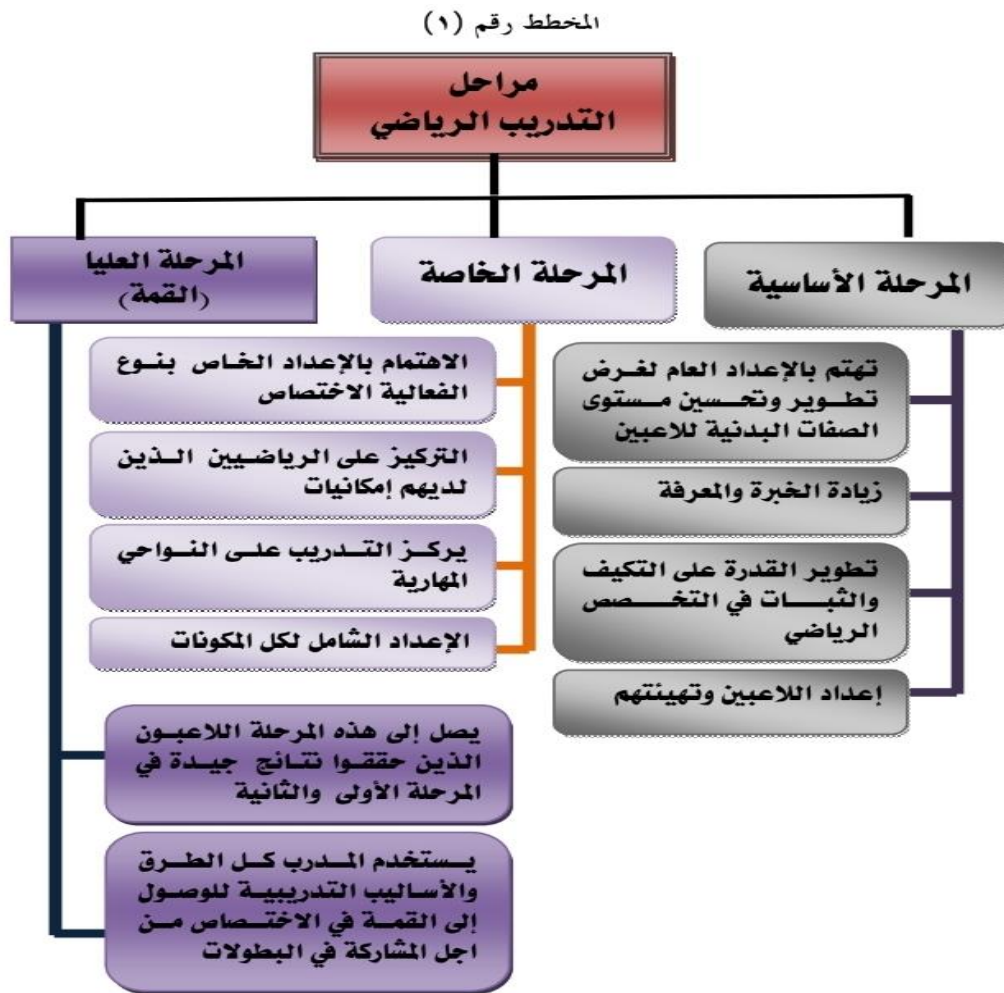 المخطط رقم (١)
مراحل
التدريب الرياضي
المرحلة الأساسية
تهتم بالإعداد العام لغرض
تطوير وتحسين مستوى
الصفات البدنية للاعبين
زيادة الخبرة والمعرفة
تطوير القدرة على التكيف
والثبات في التخصص
الرياضي
إعداد اللاعبين وتهيئتهم
المرحلة الخاصة
الاهتمام بالإعداد الخاص بنوع
الفعالية الاختصاص
التركيز على الرياضيين الذين
لديهم إمكانيات
يركز التدريب على النواحي
المهارية
الإعداد الشامل لكل المكونات
المرحلة العليا
(القمة)
يصل إلى هذه المرحلة اللاعبون
الذين حققوا نتائج جيدة في
المرحلة الأولى والثانية
يستخدم المدرب كل الطرق
والأساليب التدريبية للوصول
إلى القمة في الاختصاص من
اجل المشاركة في البطولات